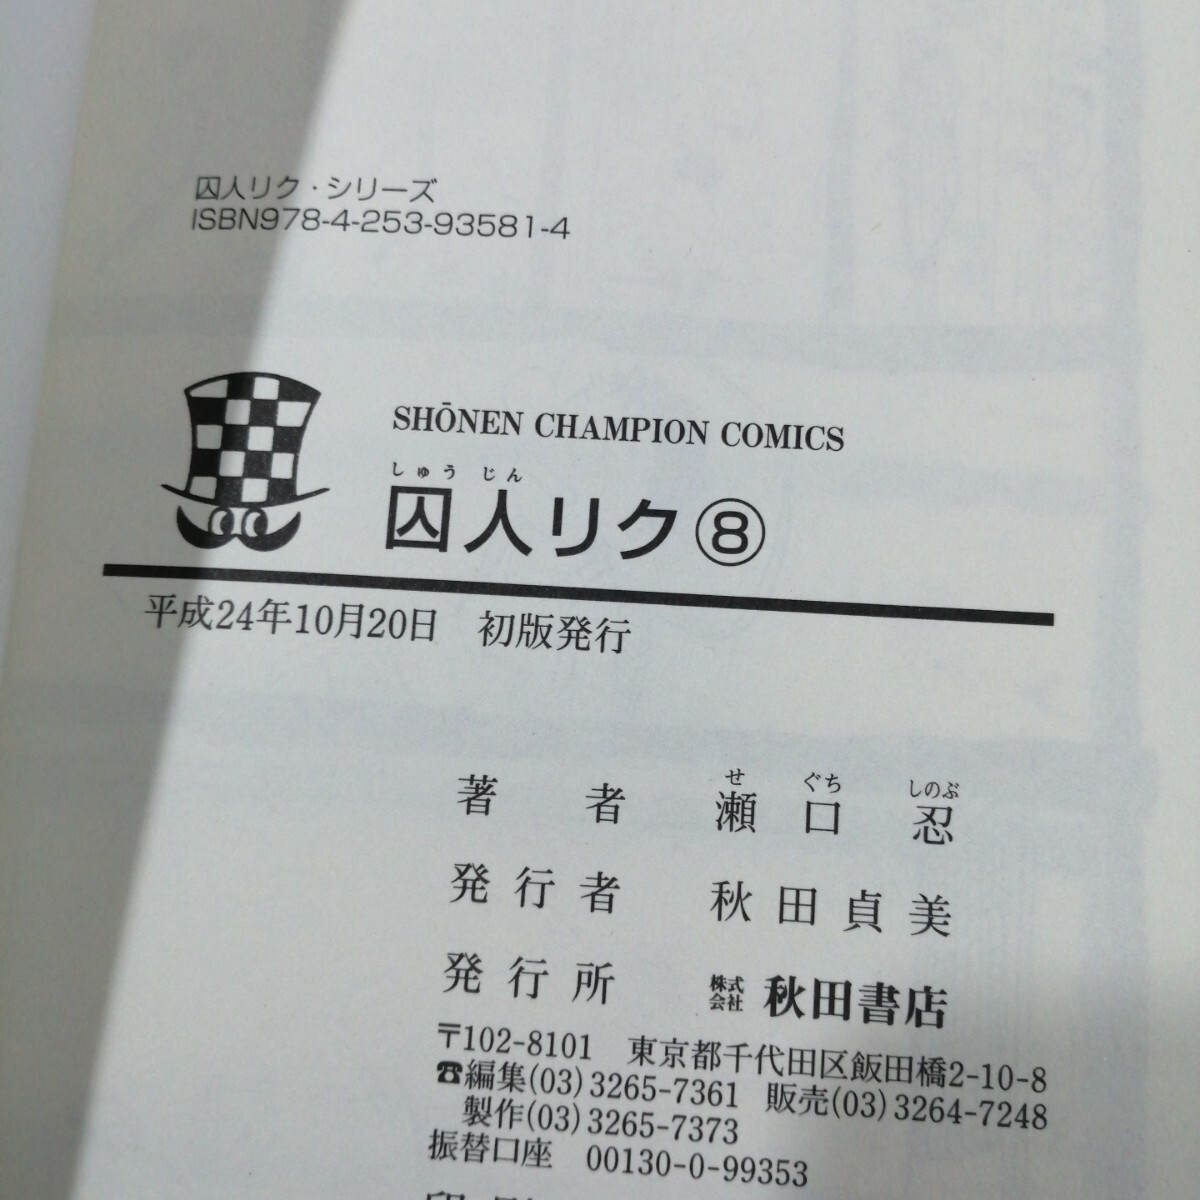 囚人リク・シリーズ
ISBN978-4-253-93581-4
SHŌNEN CHAMPION COMICS
しゅうじん
囚人リク⑧
平成24年10月20日 初版発行
せ ぐち しのぶ
著者 瀬口忍
発行者 秋田貞美
発行所 株式会社 秋田書店
〒102-8101 東京都千代田区飯田橋2-10-8
☎編集(03)3265-7361 販売(03)3264-7248
製作(03)3265-7373
振替口座 00130-0-99353